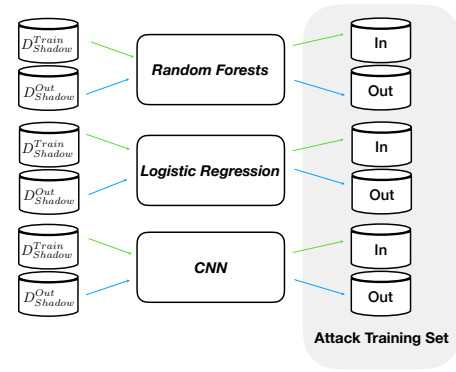 D^{Train}_{Shadow}
In
Random Forests
D^{Out}_{Shadow}
Out
D^{Train}_{Shadow}
In
Logistic Regression
D^{Out}_{Shadow}
Out
D^{Train}_{Shadow}
In
CNN
D^{Out}_{Shadow}
Out
Attack Training Set